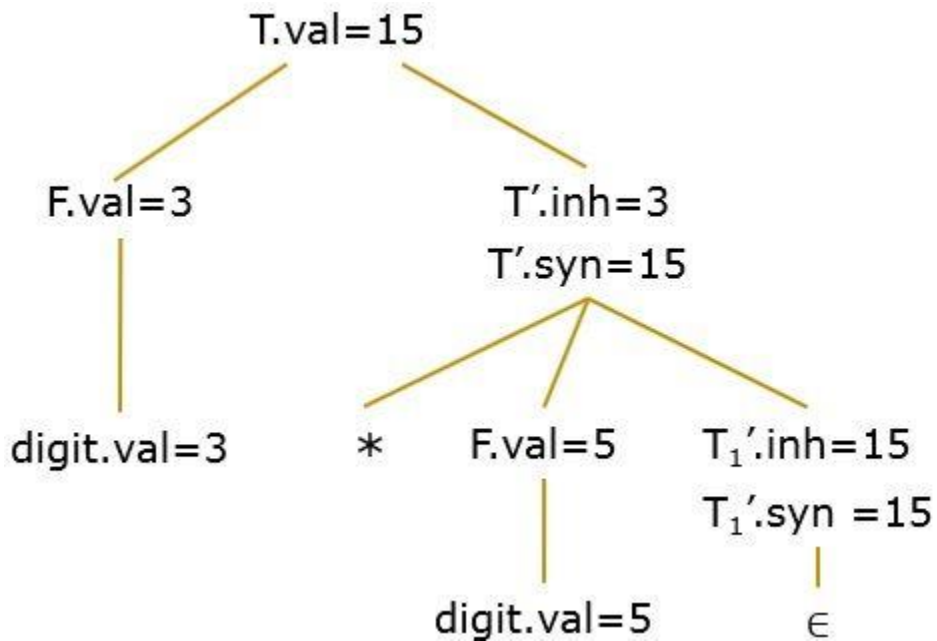 T.val=15
F.val=3
T′.inh=3
T′.syn=15
digit.val=3
*
F.val=5
T₁′.inh=15
T₁′.syn =15
digit.val=5
∈